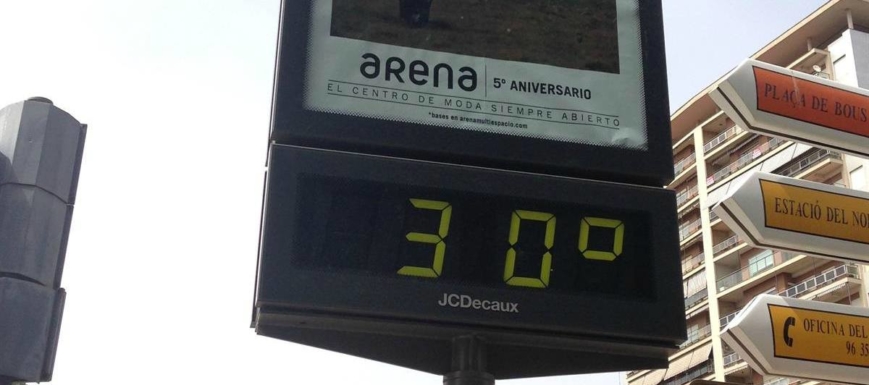 arena 5º ANIVERSARIO
EL CENTRO DE MODA SIEMPRE ABIERTO
*bases en arenamultiespacio.com
30º
JCDecaux
PLAÇA DE BOUS
ESTACIÓ DEL NO
OFICINA DEL
96 35